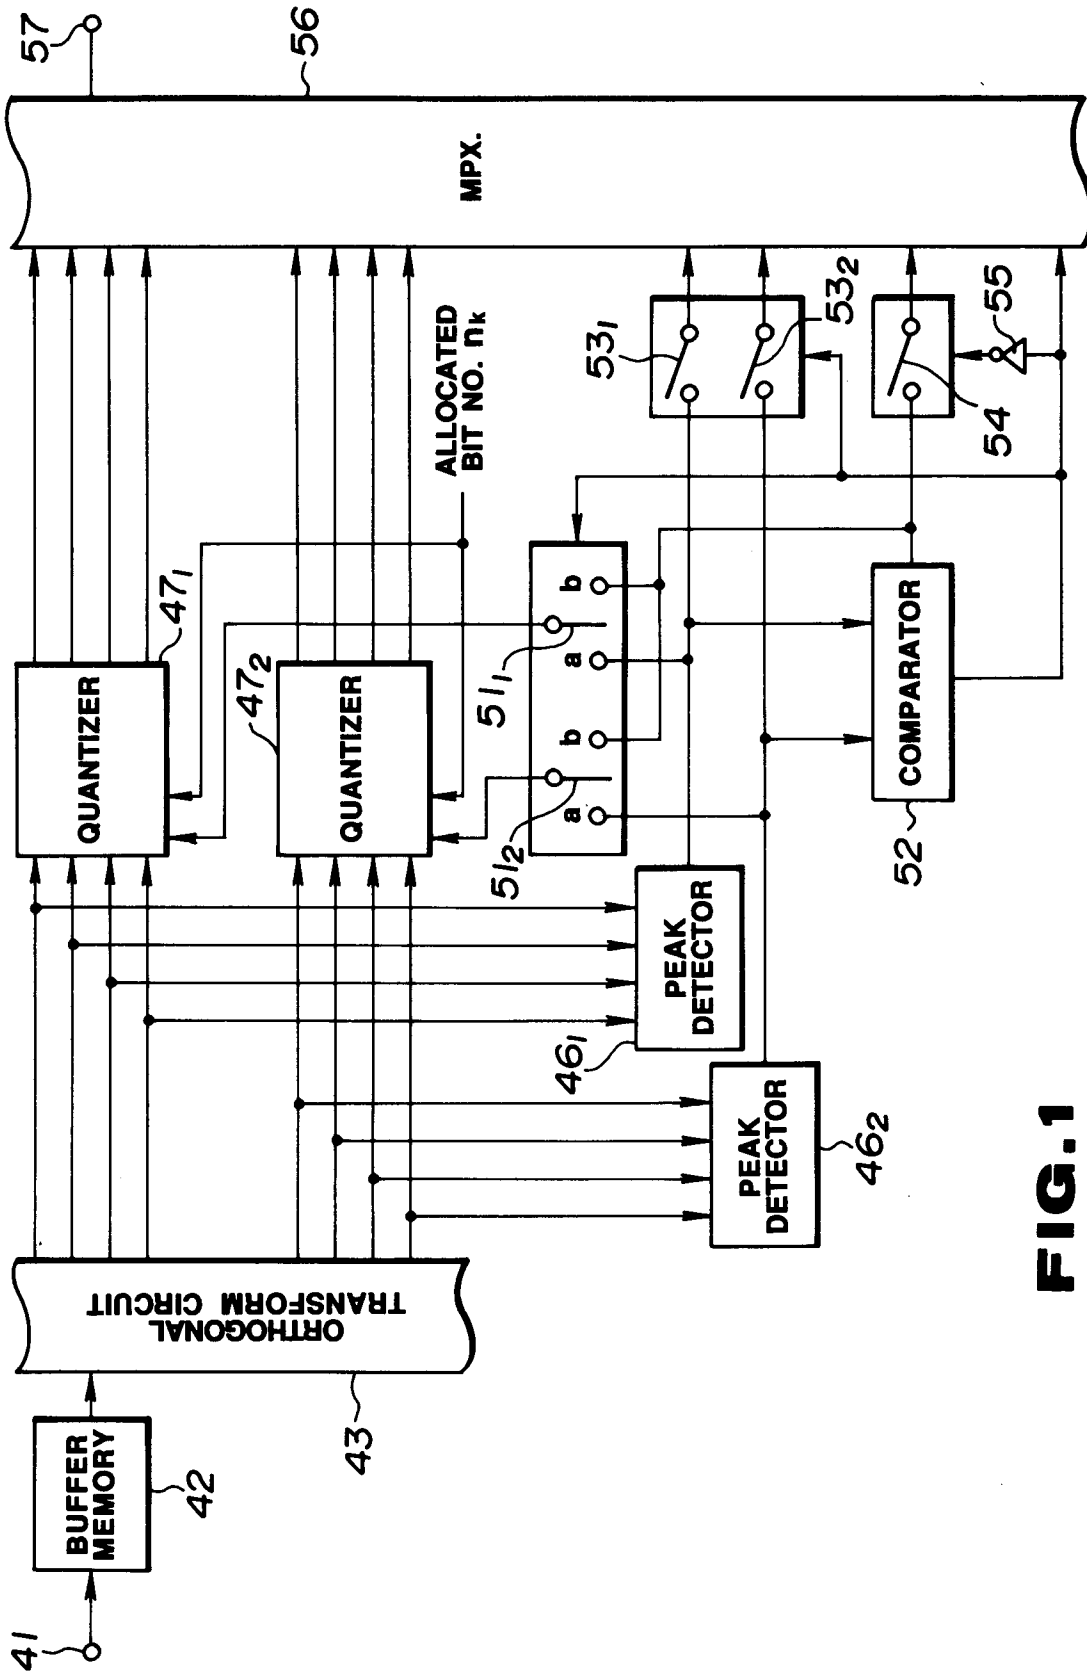 41
BUFFER
MEMORY
42
ORTHOGONAL
TRANSFORM CIRCUIT
43
QUANTIZER
47₁
QUANTIZER
47₂
ALLOCATED
BIT NO. nₖ
PEAK
DETECTOR
46₁
PEAK
DETECTOR
46₂
a
51₂
b
a
51₁
b
COMPARATOR
52
53₁
53₂
54
55
MPX.
56
57
FIG.1